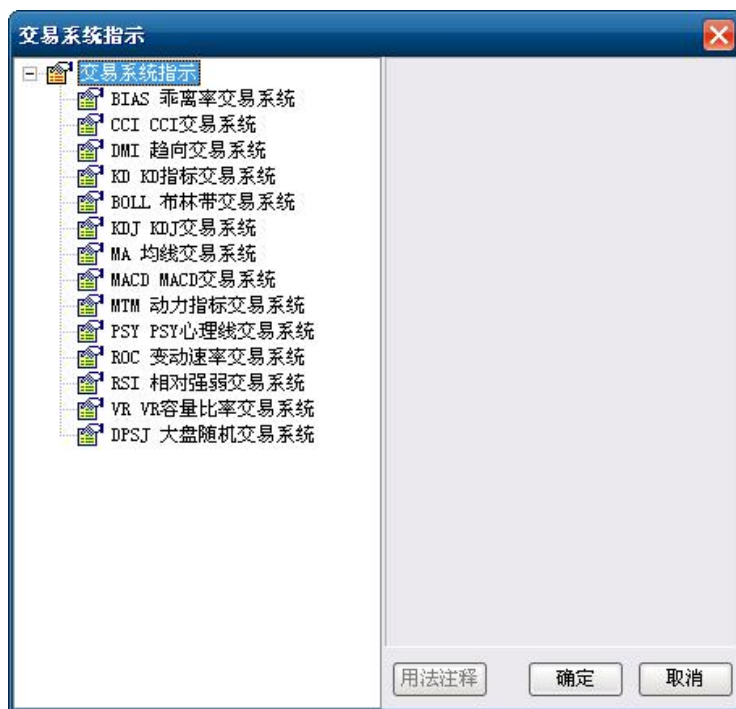 交易系统指示
交易系统指示
BIAS 乖离率交易系统
CCI CCI交易系统
DMI 趋向交易系统
KD KD指标交易系统
BOLL 布林带交易系统
KDJ KDJ交易系统
MA 均线交易系统
MACD MACD交易系统
MTM 动力指标交易系统
PSY PSY心理线交易系统
ROC 变动速率交易系统
RSI 相对强弱交易系统
VR VR容量比率交易系统
DPSJ 大盘随机交易系统
用法注释 确定 取消